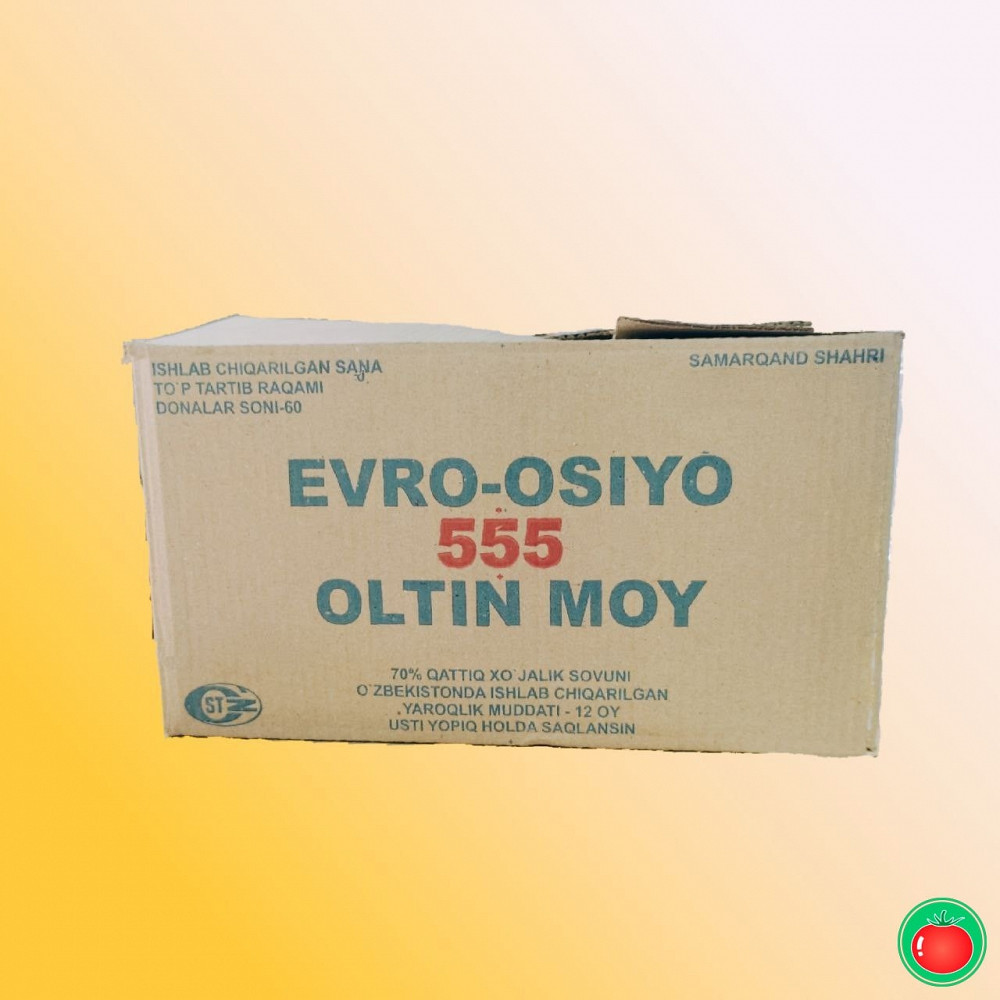 ISHLAB CHIQARILGAN SANA
TO`P TARTIB RAQAMI
DONALAR SONI-60
SAMARQAND SHAHRI
EVRO-OSIYO
555
OLTIN MOY
70% QATTIQ XO`JALIK SOVUNI
O`ZBEKISTONDA ISHLAB CHIQARILGAN
YAROQLIK MUDDATI - 12 OY
USTI YOPIQ HOLDA SAQLANSIN
ST